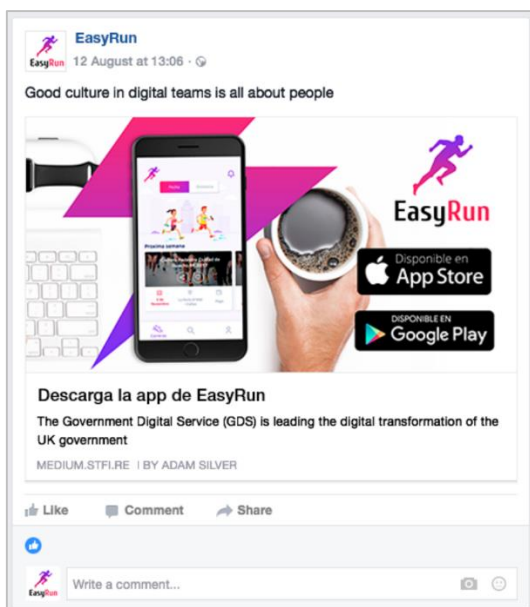 EasyRun
EasyRun
12 August at 13:06
Good culture in digital teams is all about people
Proxima semana
EasyRun
Disponible en
App Store
DISPONIBLE EN
Google Play
Descarga la app de EasyRun
The Government Digital Service (GDS) is leading the digital transformation of the
UK government
MEDIUM.STFI.RE | BY ADAM SILVER
Like Comment Share
EasyRun
Write a comment...